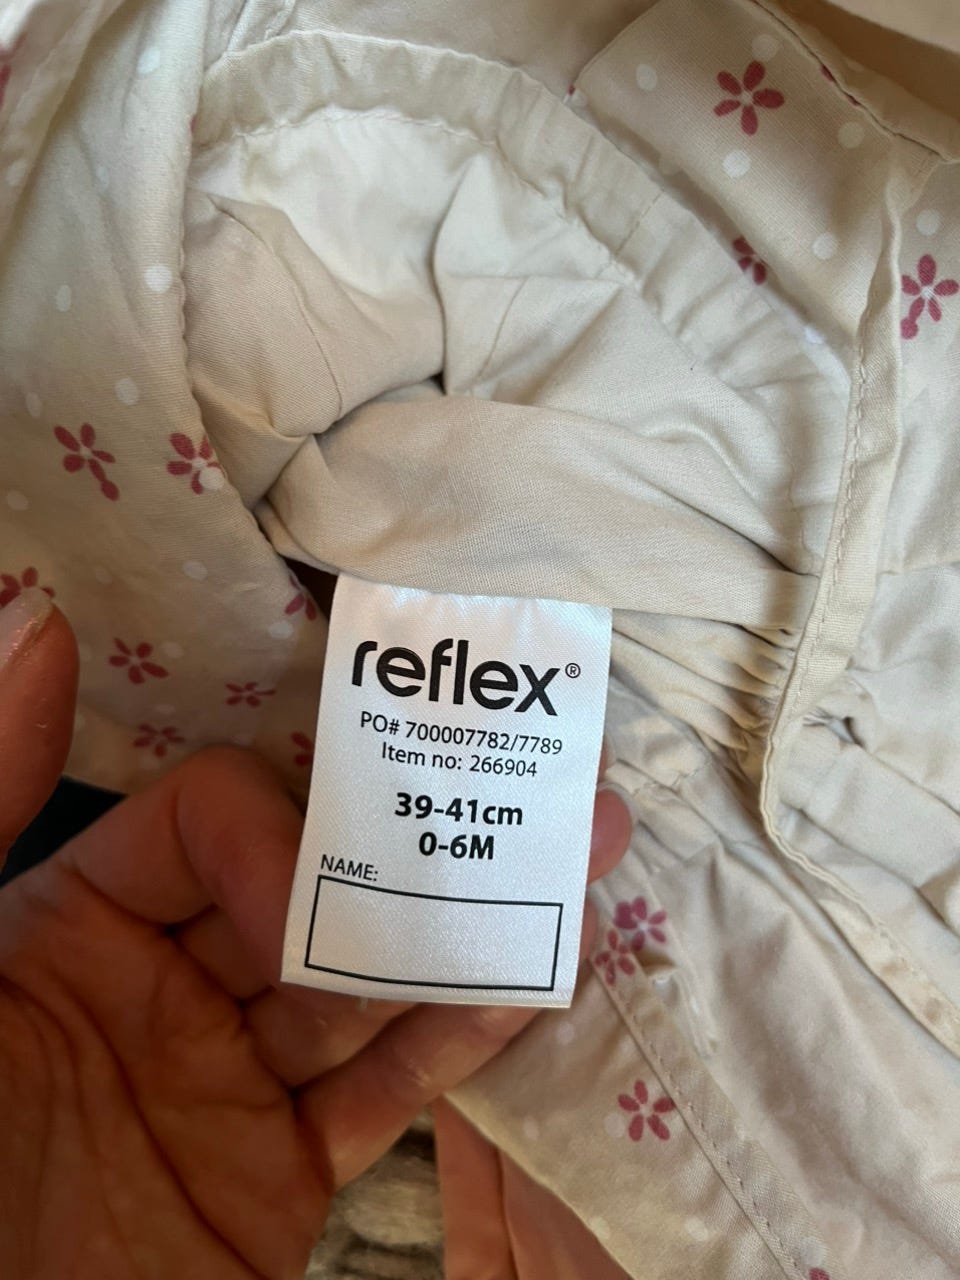 reflex®
PO# 700007782/7789
Item no: 266904
39-41cm
0-6M
NAME: